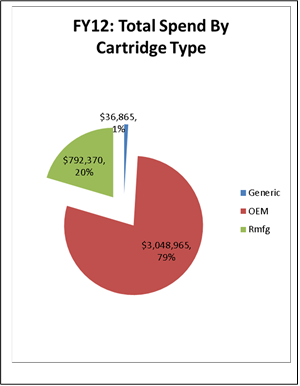 FY12: Total Spend By
Cartridge Type
$36,865,
1%
$792,370,
20%
$3,048,965,
79%
Generic
OEM
Rmfg